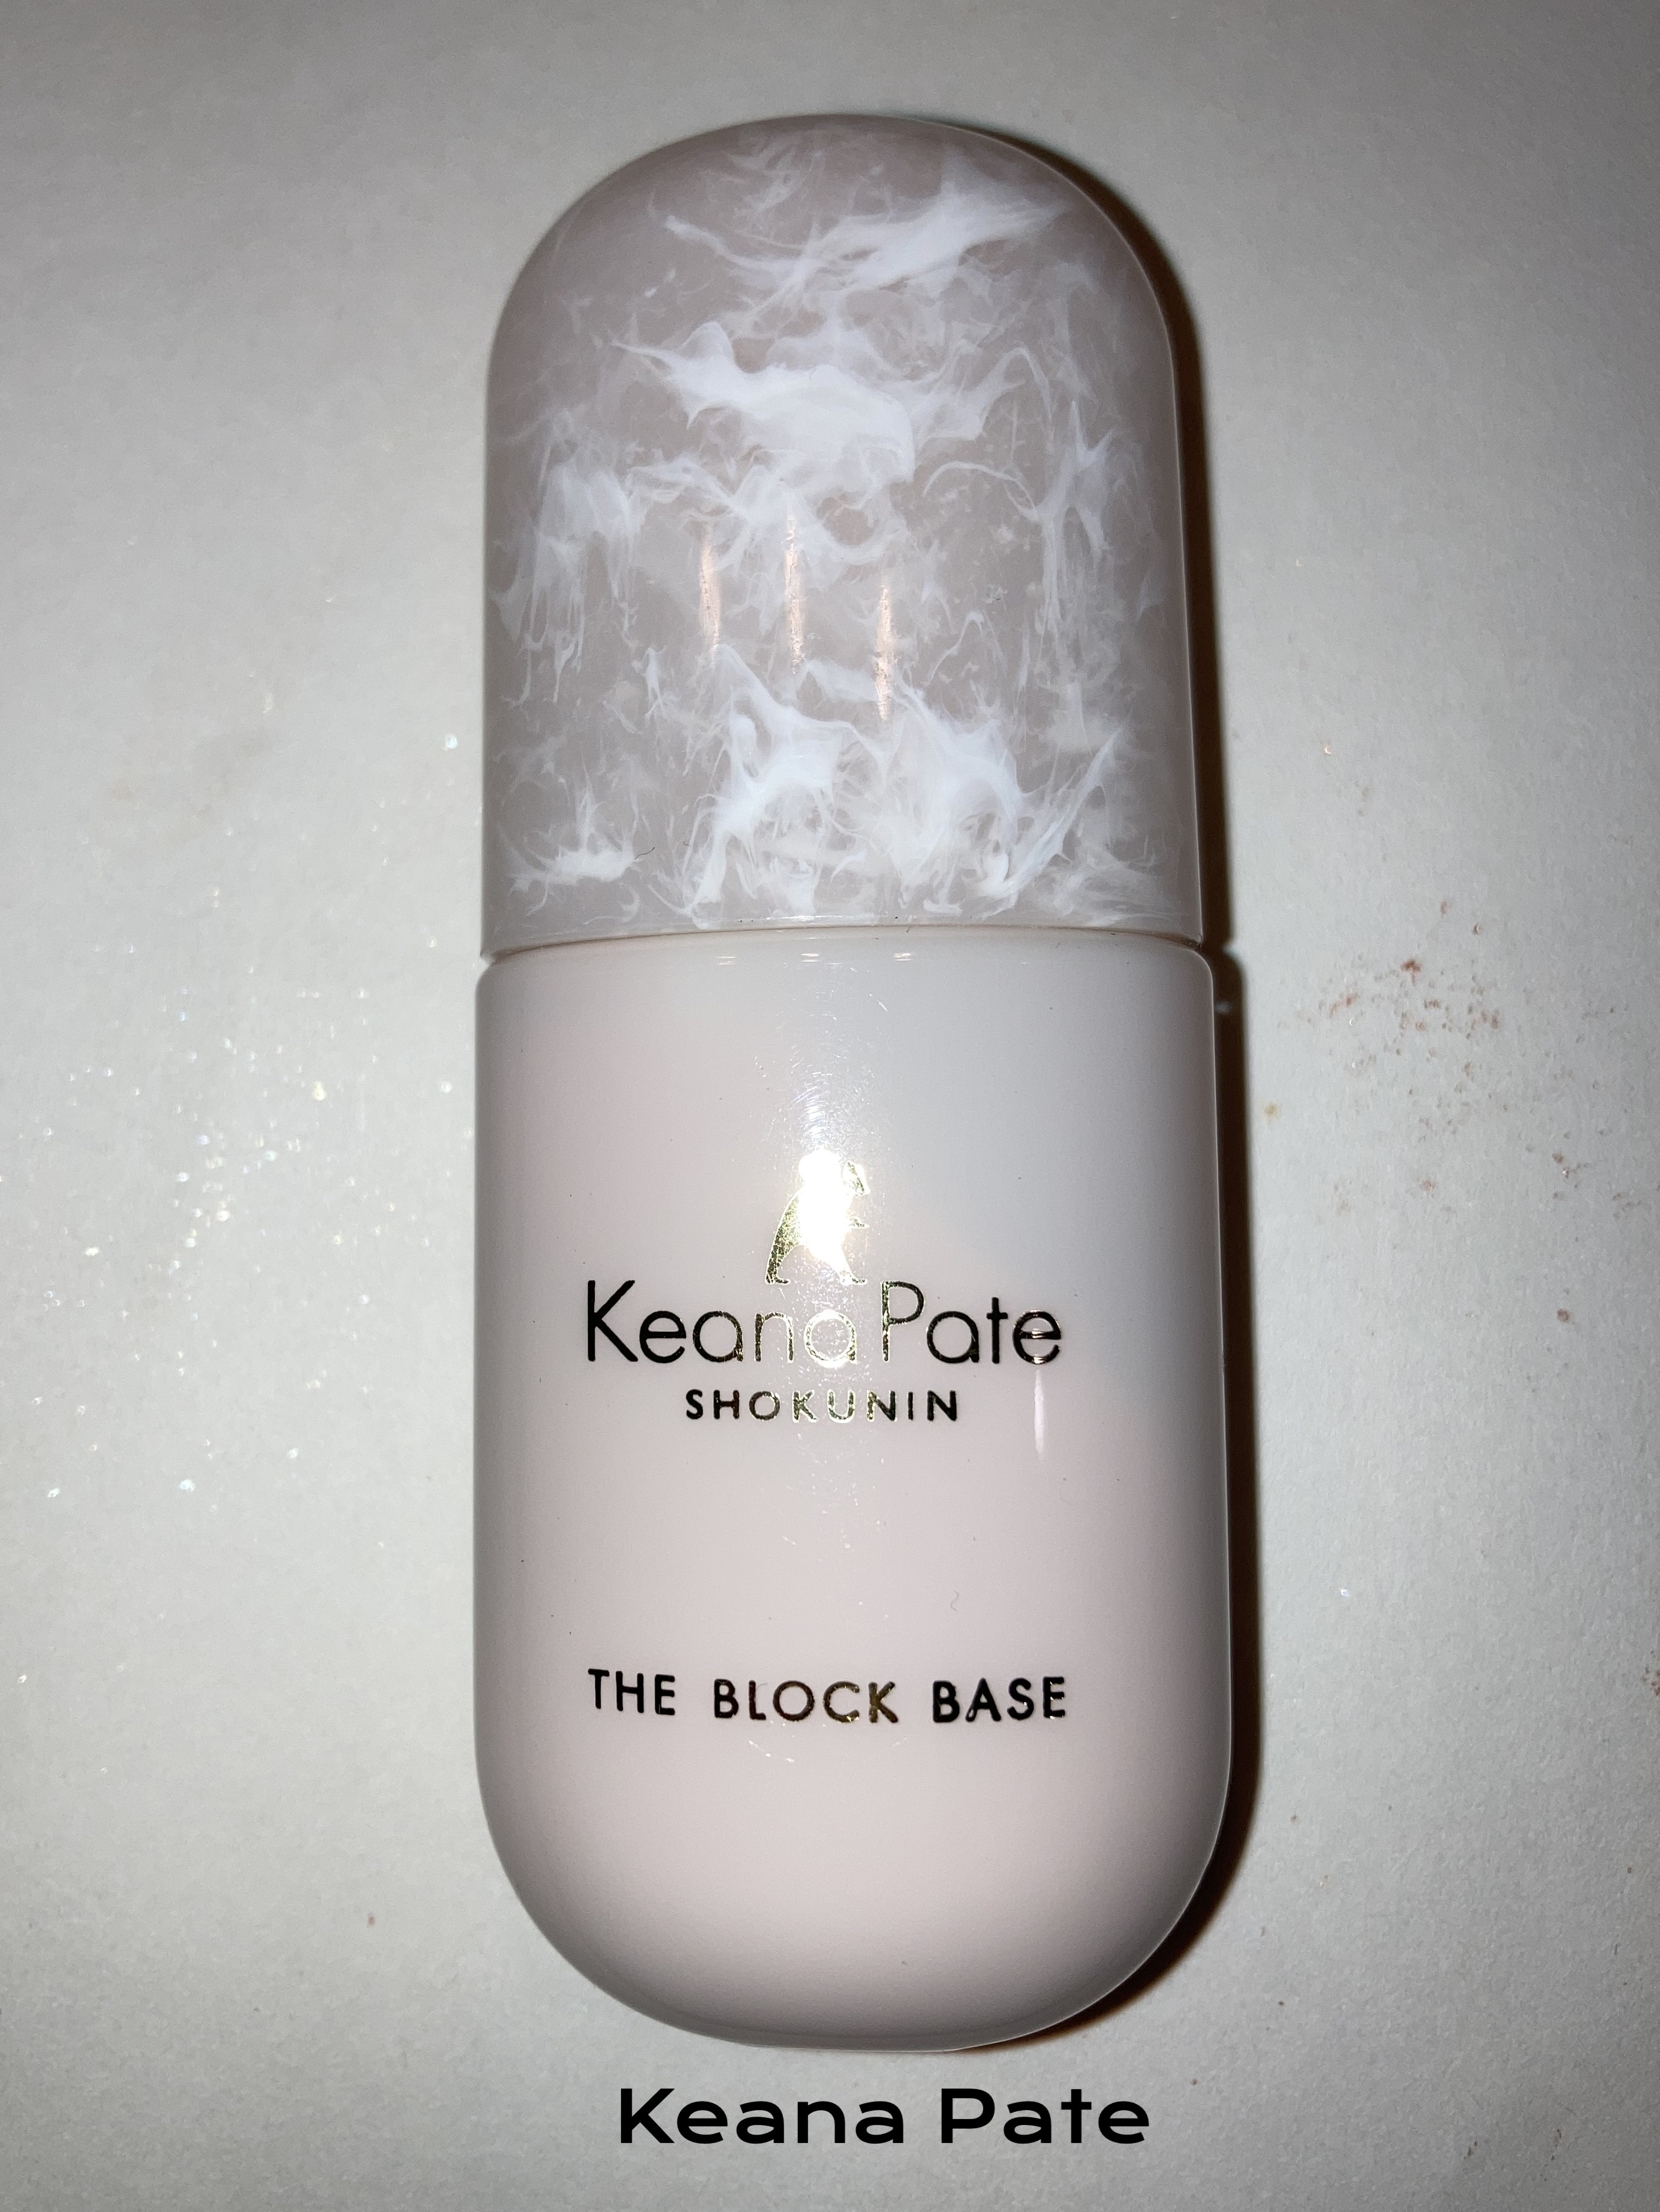 Keana Pate
SHOKUNIN
THE BLOCK BASE
Keana Pate